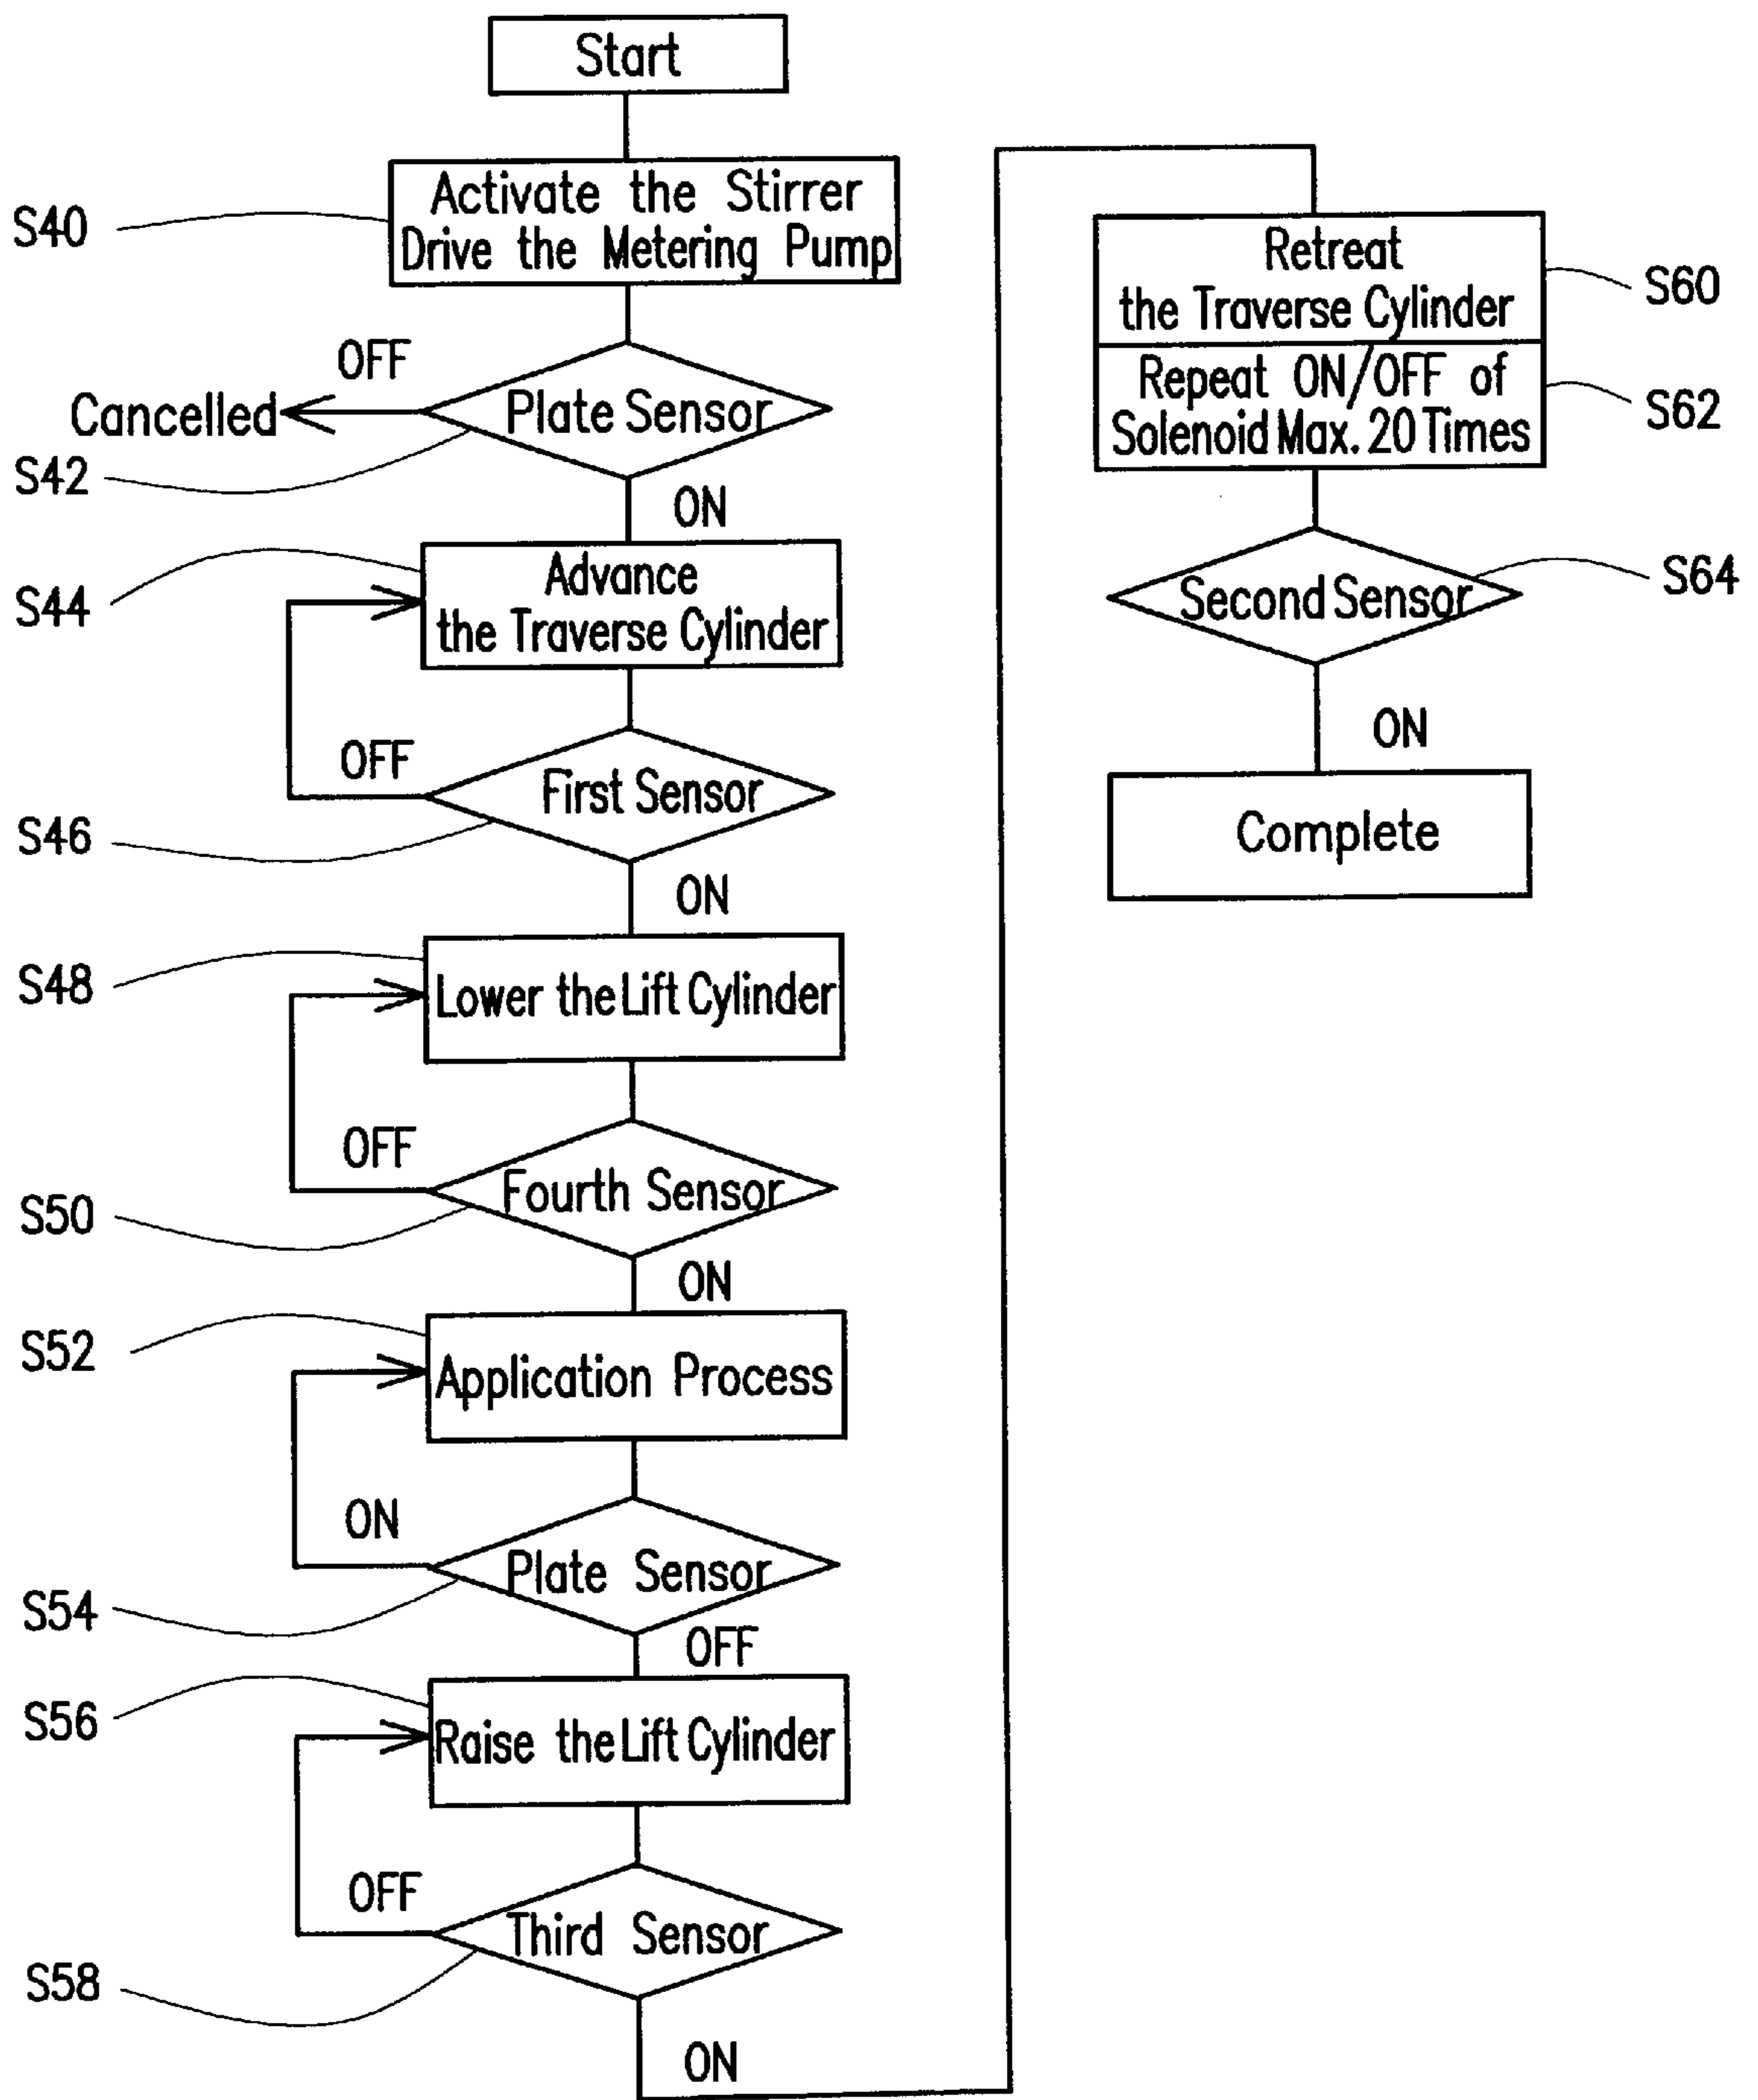 Start
S40
Activate the Stirrer
Drive the Metering Pump
OFF
Cancelled
Plate Sensor
S42
ON
S44
Advance
the Traverse Cylinder
OFF
First Sensor
S46
ON
S48
Lower the Lift Cylinder
OFF
Fourth Sensor
S50
ON
S52
Application Process
ON
Plate Sensor
S54
OFF
S56
Raise the Lift Cylinder
OFF
Third Sensor
S58
ON
Retreat
the Traverse Cylinder
S60
Repeat ON/OFF of
Solenoid Max. 20 Times
S62
Second Sensor
S64
ON
Complete